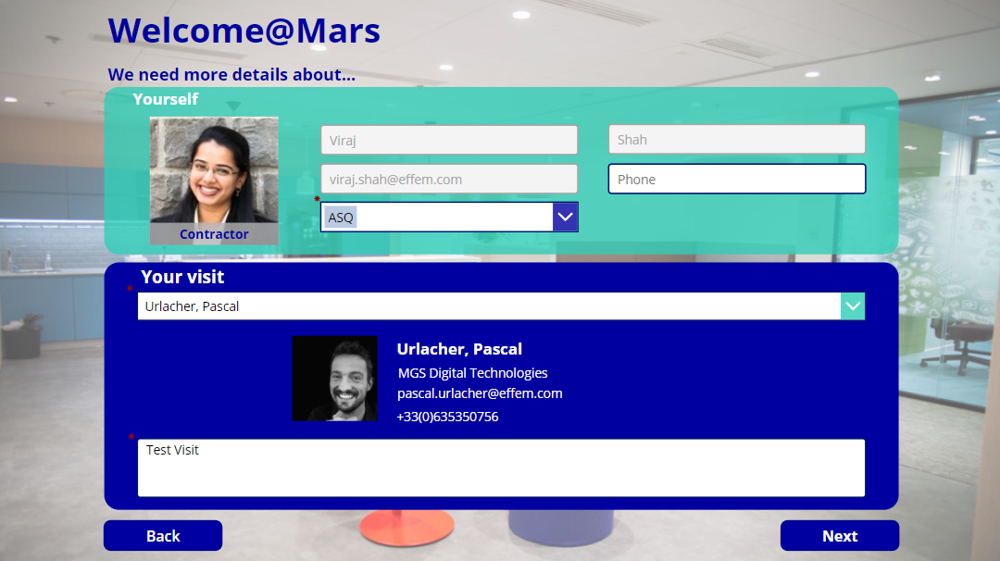 Welcome@Mars
We need more details about...
Yourself
Viraj
Shah
viraj.shah@effem.com
Phone
*
ASQ
Contractor
Your visit
*
Urlacher, Pascal
Urlacher, Pascal
MGS Digital Technologies
pascal.urlacher@effem.com
+33(0)635350756
*
Test Visit
Back
Next